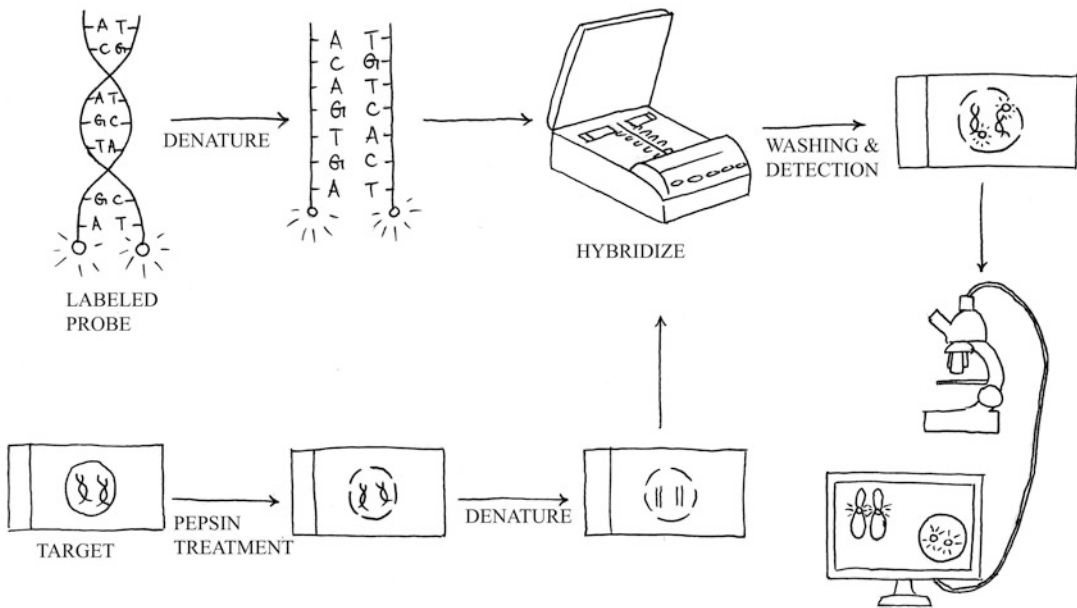 A T
C G
A T
G C
T A
G C
A T
LABELED
PROBE
DENATURE
A T
C G
A T
G C
T A
G C
A T
HYBRIDIZE
WASHING &
DETECTION
TARGET
PEPSIN
TREATMENT
DENATURE